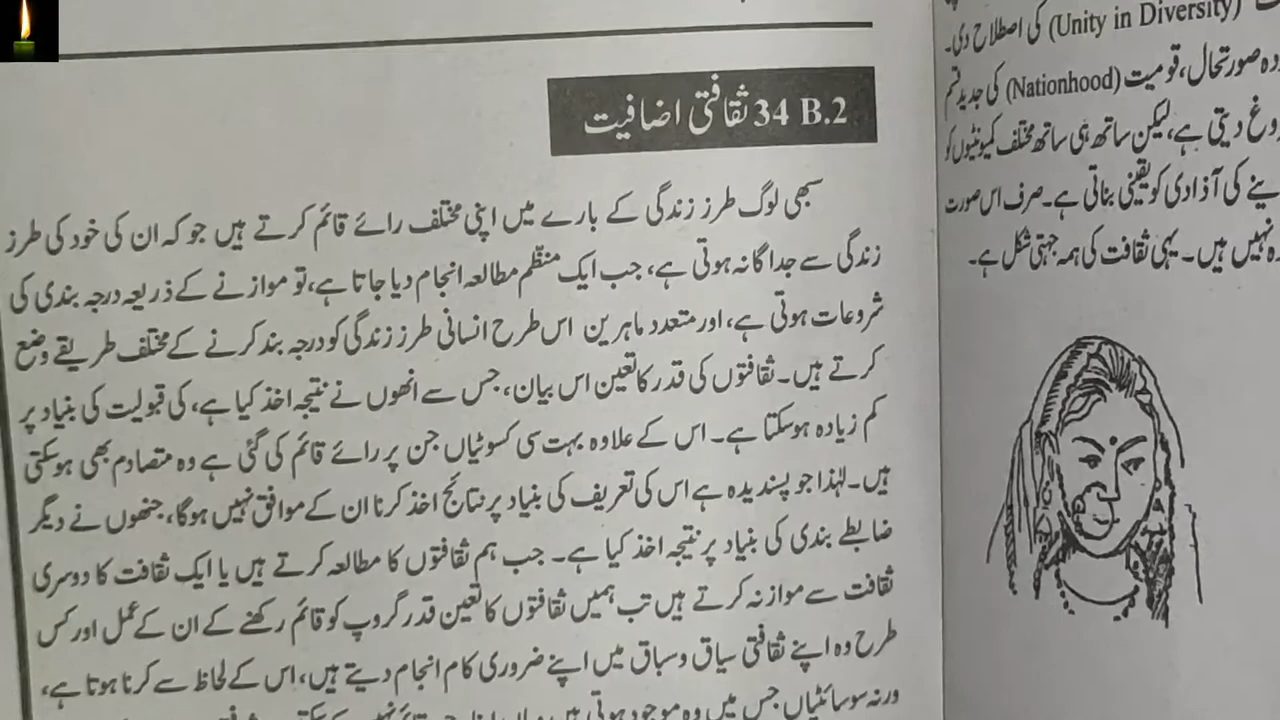 34 B.2 ثقافتی اضافیت
سبھی لوگ طرز زندگی کے بارے میں اپنی مختلف رائے قائم کرتے ہیں جو کہ ان کی خود کی طرز
زندگی سے جداگانہ ہوتی ہے، جب ایک منظّم مطالعہ انجام دیا جاتا ہے، تو موازنے کے ذریعہ درجہ بندی کی
شروعات ہوتی ہے، اور متعدد ماہرین اس طرح انسانی طرز زندگی کو درجہ بند کرنے کے مختلف طریقے وضع
کرتے ہیں۔ ثقافتوں کی قدر کا تعین اس بیان، جس سے انھوں نے نتیجہ اخذ کیا ہے، کی قبولیت کی بنیاد پر
کم زیادہ ہوسکتا ہے۔ اس کے علاوہ بہت سی کسوٹیاں جن پر رائے قائم کی گئی ہے وہ متصادم بھی ہوسکتی
ہیں۔ لہٰذا جو پسندیدہ ہے اس کی تعریف کی بنیاد پر نتائج اخذ کرنا ان کے موافق نہیں ہوگا، جنھوں نے دیگر
ضابطے بندی کی بنیاد پر نتیجہ اخذ کیا ہے۔ جب ہم ثقافتوں کا مطالعہ کرتے ہیں یا ایک ثقافت کا دوسری
ثقافت سے موازنہ کرتے ہیں تب ہمیں ثقافتوں کا تعین قدر گروپ کو قائم رکھنے کے ان کے عمل اور کس
طرح وہ اپنے ثقافتی سیاق و سباق میں اپنے ضروری کام انجام دیتے ہیں، اس کے لحاظ سے کرنا ہوتا ہے،
ورنہ سوسائٹیاں جس میں وہ موجود ہوتی ہیں
(Unity in Diversity) کی اصطلاح دی۔
صورتحال، قومیت (Nationhood) کی جدید قسم
دیتی ہے، لیکن ساتھ ہی ساتھ مختلف کمیونٹیوں کو
کی آزادی کو یقینی بناتی ہے۔ صرف اس صورت
نہیں ہیں۔ یہی ثقافت کی ہمہ جہتی شکل ہے۔